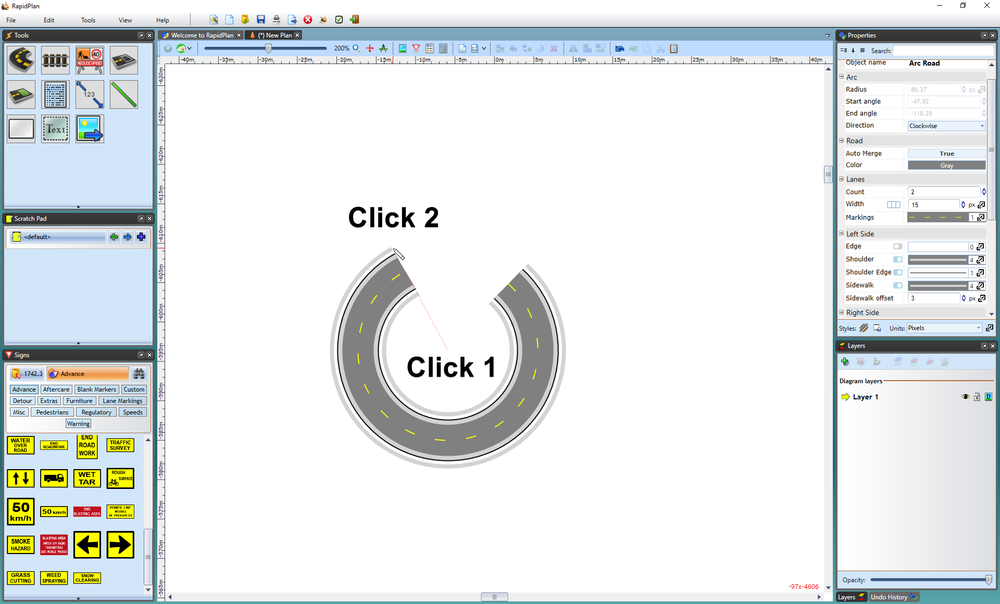 RapidPlan
File Edit Tools View Help
Tools
Welcome to RapidPlan (*) New Plan
Properties
200%
Search:
-40m -35m -30m -25m -20m -15m -10m -5m 0m 5m 10m 15m 20m 25m 30m 35m 40m
40
REDUCE SPEED
123
Text
Scratch Pad
<default>
Signs
1742.3 Advance
Advance Aftercare Blank Markers Custom
Detour Extras Furniture Lane Markings
Misc Pedestrians Regulatory Speeds
Warning
WATER
OVER
ROAD
END
ROADWORK
END
ROAD
WORK
TRAFFIC
SURVEY
WET
TAR
ROUGH
SURFACE
50
km/h
50 km/h
END
BLASTING AREA
POWER LINE
WORKS
IN PROGRESS
SMOKE
HAZARD
BLASTING AREA
SWITCH OFF RADIO
TRANSMITTERS
AND MOBILE PHONES
GRASS
CUTTING
WEED
SPRAYING
SNOW
CLEARING
-630m
-625m
-620m
-615m
-610m
-605m
-600m
-595m
-590m
-585m
-580m
-575m
-570m
-565m
Click 2
Click 1
-97x-4606
Object name Arc Road
Arc
Radius 86.27 px
Start angle -47.82
End angle -118.28
Direction Clockwise
Road
Auto Merge True
Color Gray
Lanes
Count 2
Width 15 px
Markings 1
Left Side
Edge 0
Shoulder 4
Shoulder Edge 1
Sidewalk 4
Sidewalk offset 3 px
Right Side
Styles: Units: Pixels
Layers
Diagram layers
Layer 1 D
Opacity:
Layers Undo History